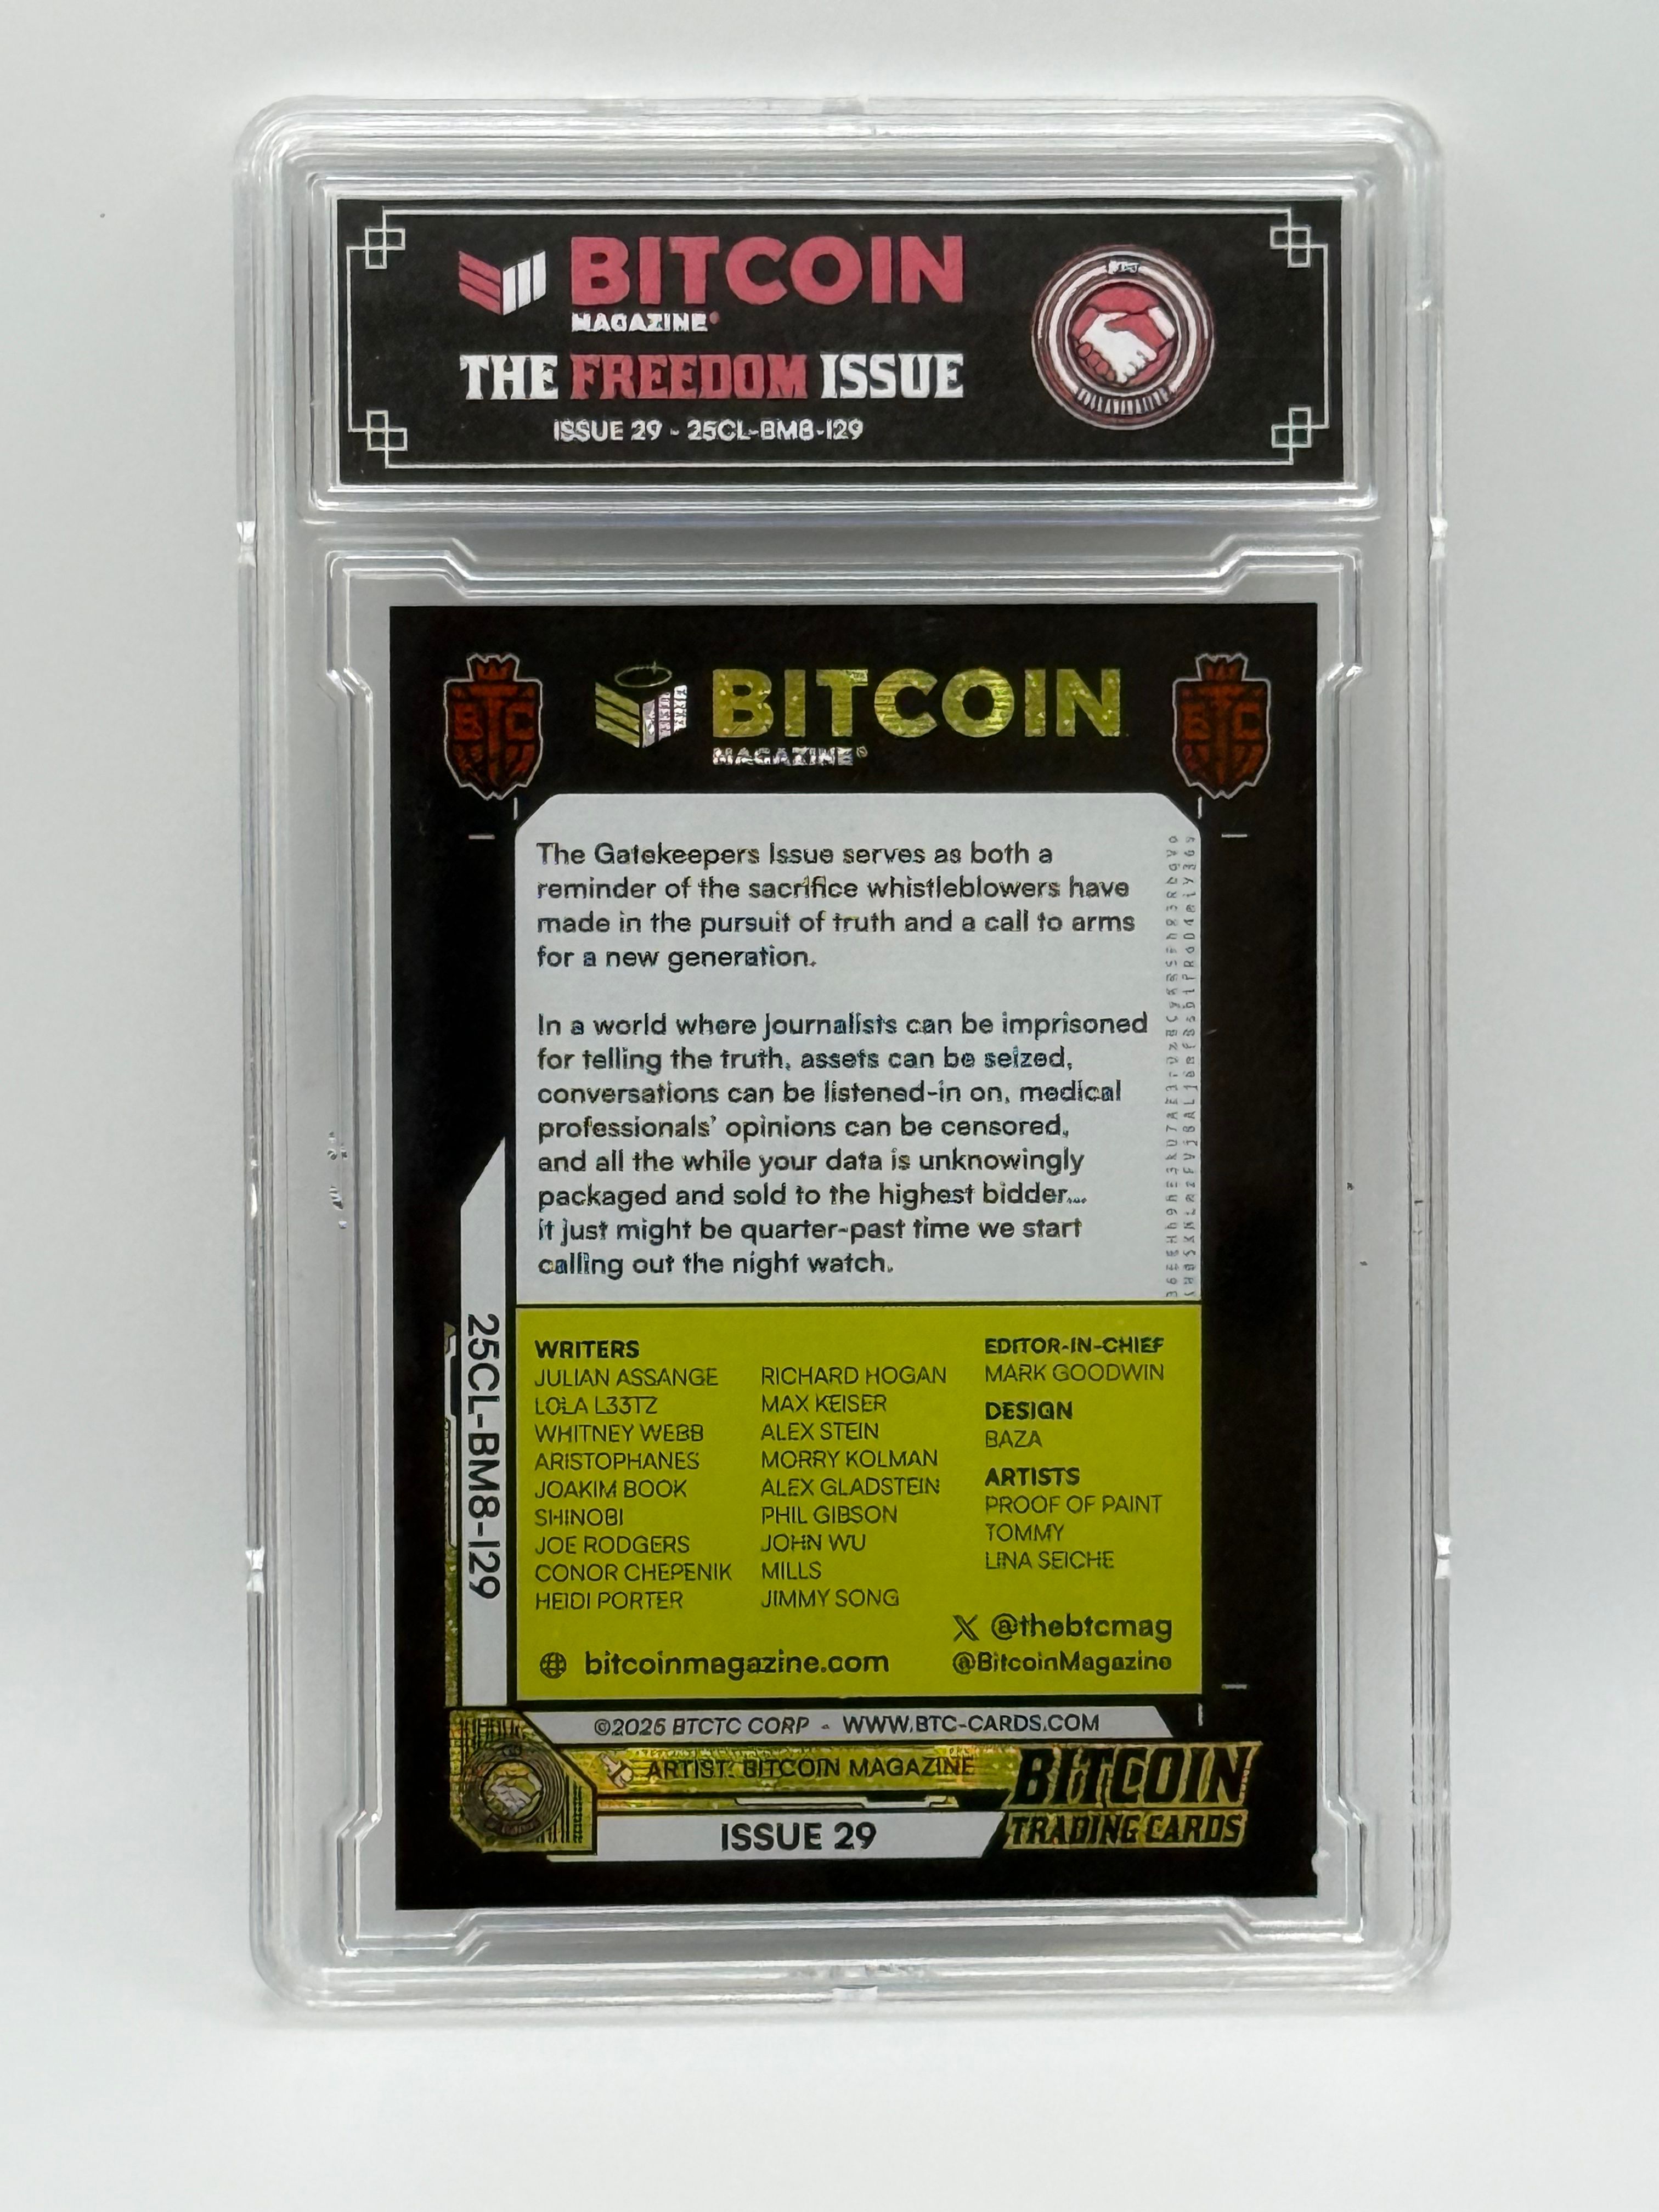 BITCOIN
MAGAZINE
THE FREEDOM ISSUE
ISSUE 29 - 25CL-BM8-I29
COLLABORATION
BTC
BITCOIN
MAGAZINE®
BTC
The Gatekeepers Issue serves as both a
reminder of the sacrifice whistleblowers have
made in the pursuit of truth and a call to arms
for a new generation.
In a world where journalists can be imprisoned
for telling the truth, assets can be seized,
conversations can be listened-in on, medical
professionals' opinions can be censored,
and all the while your data is unknowingly
packaged and sold to the highest bidder...
it just might be quarter-past time we start
calling out the night watch.
25CL-BM8-I29
WRITERS
JULIAN ASSANGE
LOLA L33TZ
WHITNEY WEBB
ARISTOPHANES
JOAKIM BOOK
SHINOBI
JOE RODGERS
CONOR CHEPENIK
HEIDI PORTER
RICHARD HOGAN
MAX KEISER
ALEX STEIN
MORRY KOLMAN
ALEX GLADSTEIN
PHIL GIBSON
JOHN WU
MILLS
JIMMY SONG
EDITOR-IN-CHIEF
MARK GOODWIN
DESIGN
BAZA
ARTISTS
PROOF OF PAINT
TOMMY
LINA SEICHE
X @thebtcmag
bitcoinmagazine.com
@BitcoinMagazine
©2025 BTCTC CORP - WWW.BTC-CARDS.COM
ARTIST: BITCOIN MAGAZINE
ISSUE 29
BITCOIN
TRADING CARDS